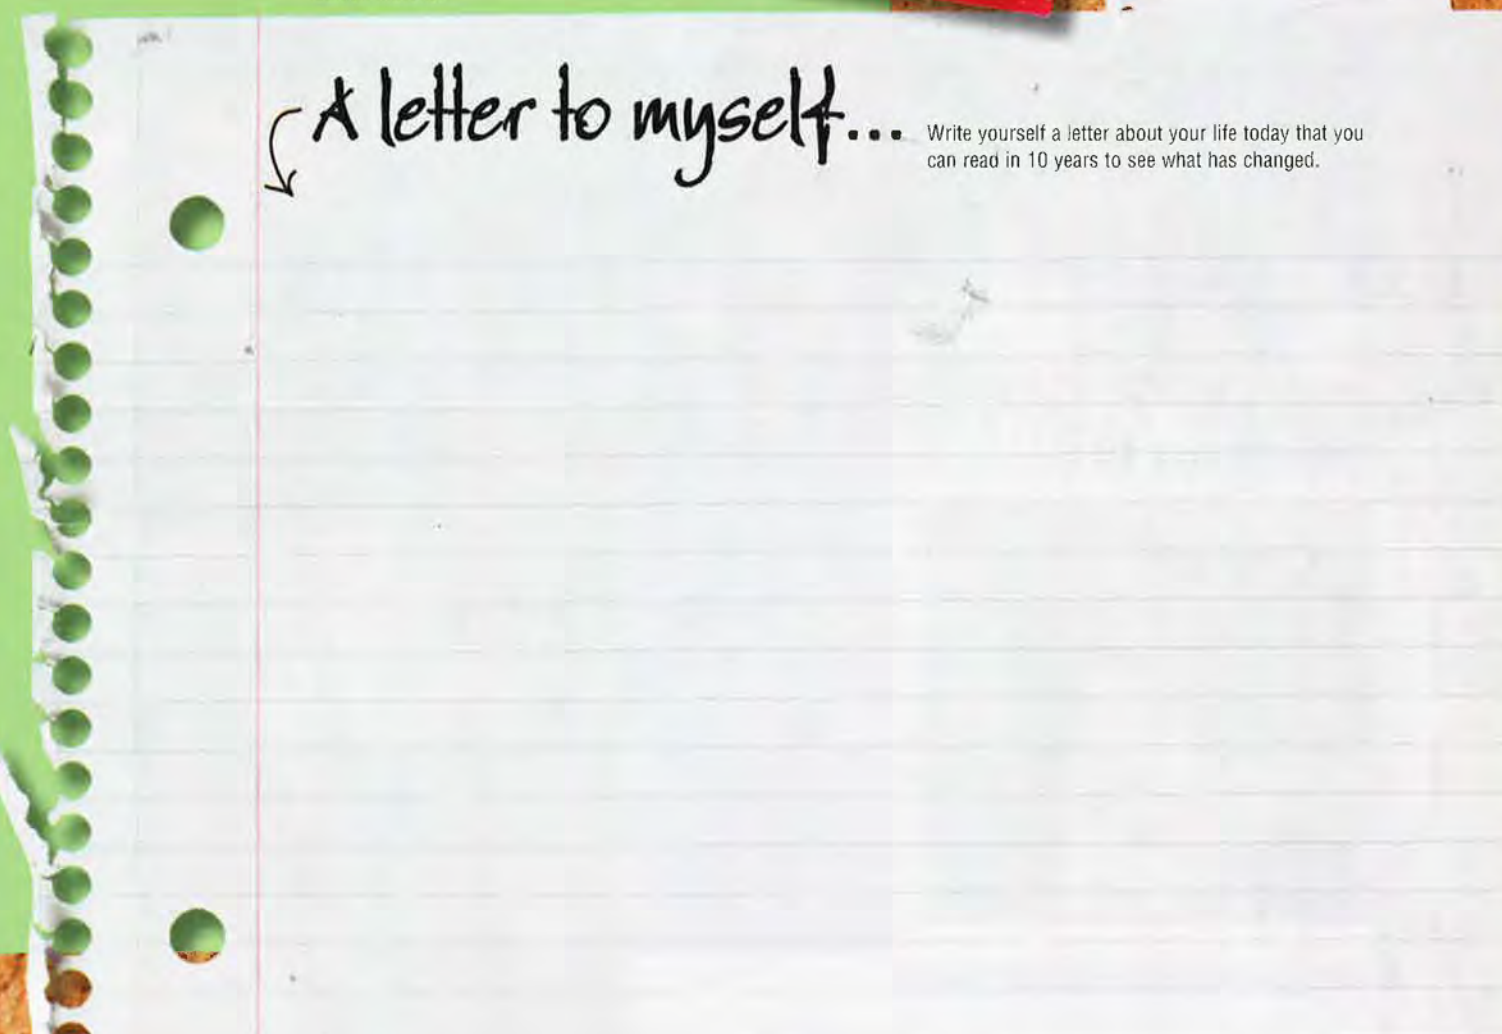 A letter to myself...
Write yourself a letter about your life today that you
can read in 10 years to see what has changed.